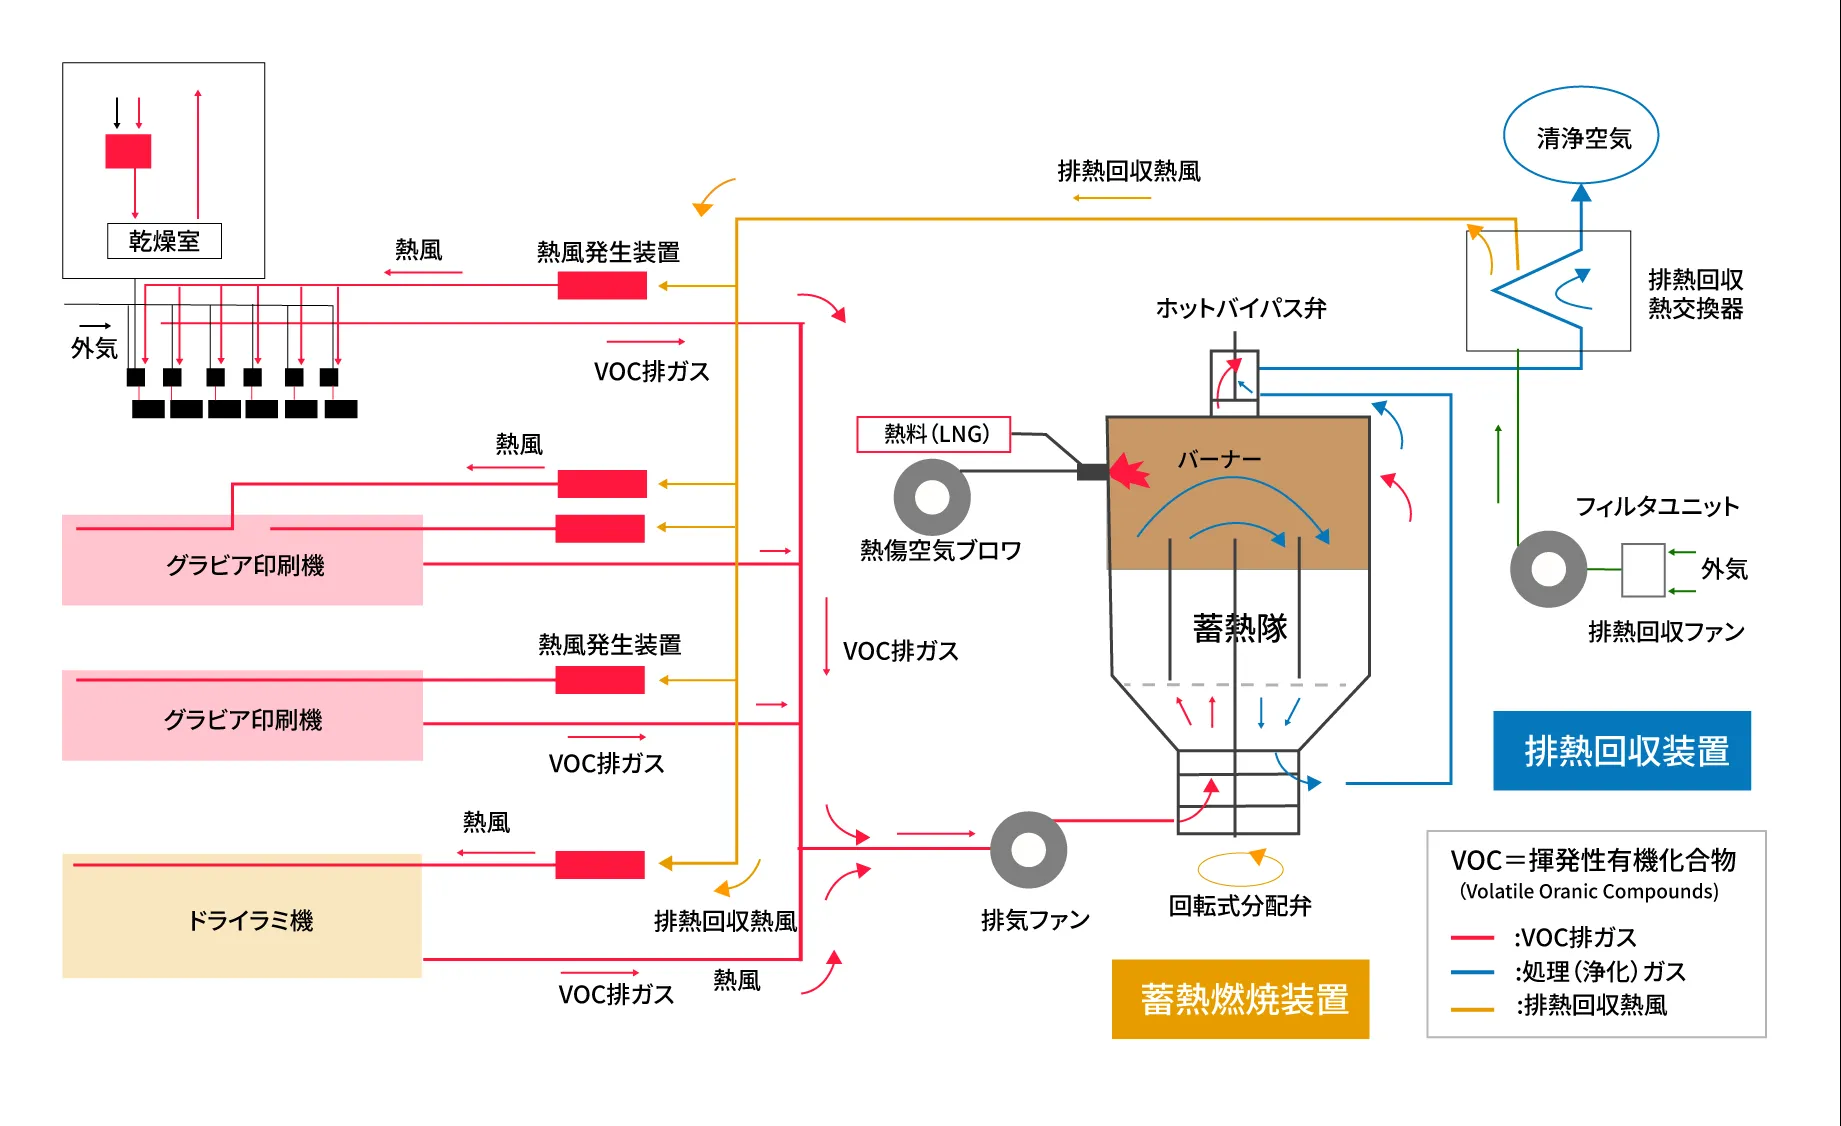 清浄空気
排熱回収熱風
乾燥室
熱風
熱風発生装置
排熱回収
熱交換器
外気
VOC排ガス
ホットバイパス弁
熱料(LNG)
熱風
バーナー
フィルタユニット
熱傷空気ブロワ
グラビア印刷機
外気
蓄熱隊
排熱回収ファン
熱風発生装置
VOC排ガス
グラビア印刷機
VOC排ガス
排熱回収装置
熱風
VOC=揮発性有機化合物
(Volatile Oranic Compounds)
ドライラミ機
排熱回収熱風
排気ファン
回転式分配弁
:VOC排ガス
:処理(浄化)ガス
:排熱回収熱風
VOC排ガス
熱風
蓄熱燃焼装置